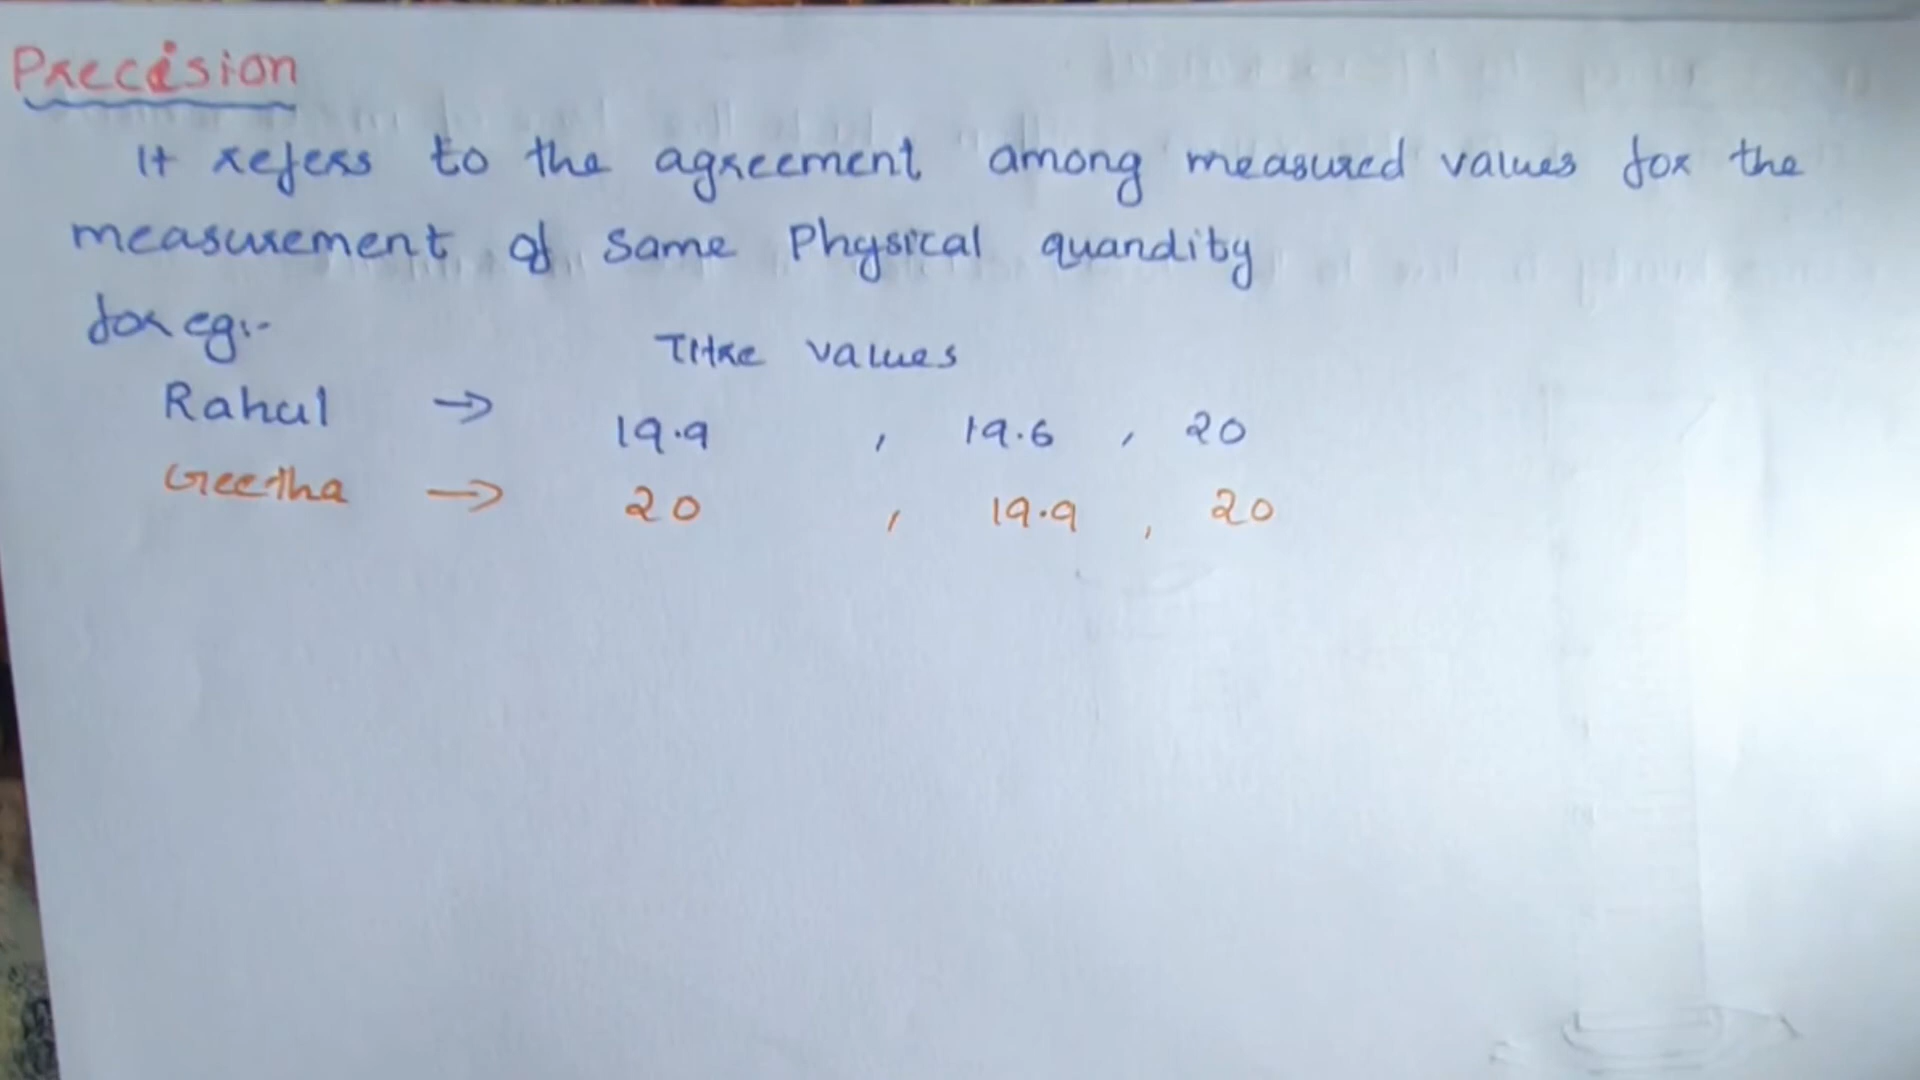 Precision
It refers to the agreement among measured values for the
measurement of same Physical quandity
for eg:-
Titre values
Rahul → 19.9 , 19.6 , 20
Geetha → 20 , 19.9 , 20